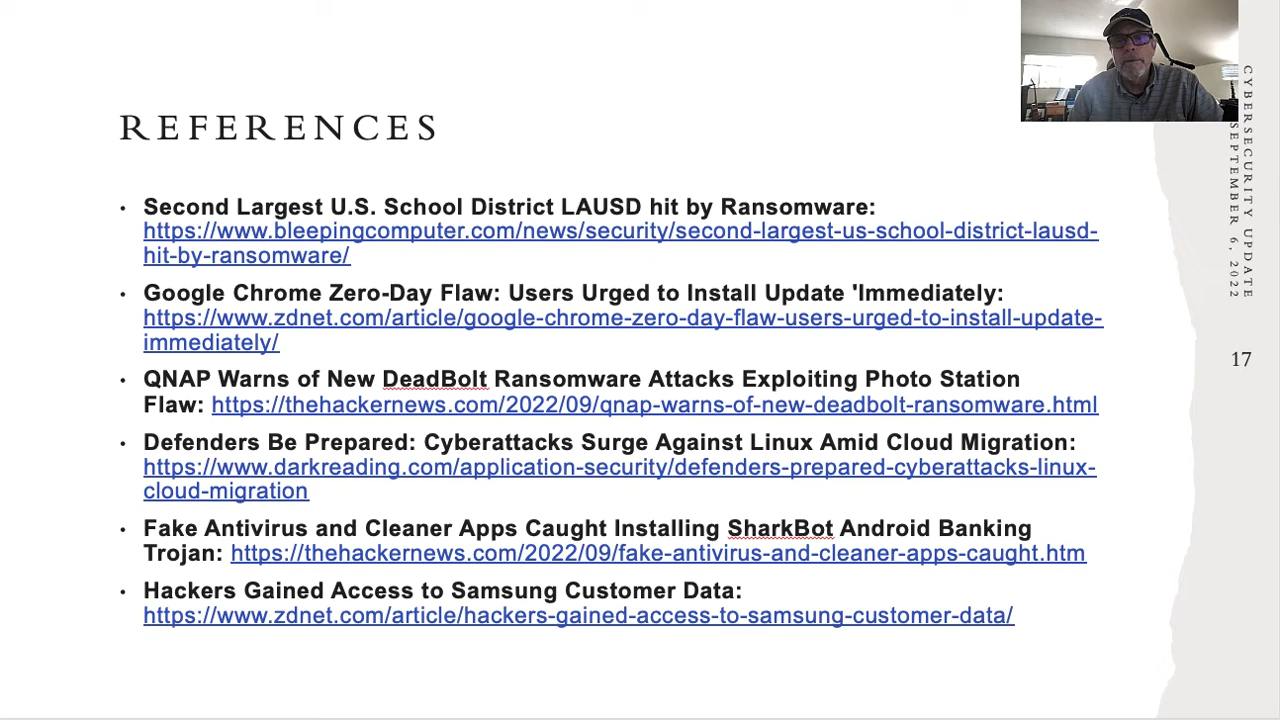 REFERENCES
• Second Largest U.S. School District LAUSD hit by Ransomware:
https://www.bleepingcomputer.com/news/security/second-largest-us-school-district-lausd-
hit-by-ransomware/
• Google Chrome Zero-Day Flaw: Users Urged to Install Update 'Immediately:
https://www.zdnet.com/article/google-chrome-zero-day-flaw-users-urged-to-install-update-
immediately/
• QNAP Warns of New DeadBolt Ransomware Attacks Exploiting Photo Station
Flaw: https://thehackernews.com/2022/09/qnap-warns-of-new-deadbolt-ransomware.html
• Defenders Be Prepared: Cyberattacks Surge Against Linux Amid Cloud Migration:
https://www.darkreading.com/application-security/defenders-prepared-cyberattacks-linux-
cloud-migration
• Fake Antivirus and Cleaner Apps Caught Installing SharkBot Android Banking
Trojan: https://thehackernews.com/2022/09/fake-antivirus-and-cleaner-apps-caught.htm
• Hackers Gained Access to Samsung Customer Data:
https://www.zdnet.com/article/hackers-gained-access-to-samsung-customer-data/
CYBERSECURITY UPDATE
SEPTEMBER 6, 2022
17